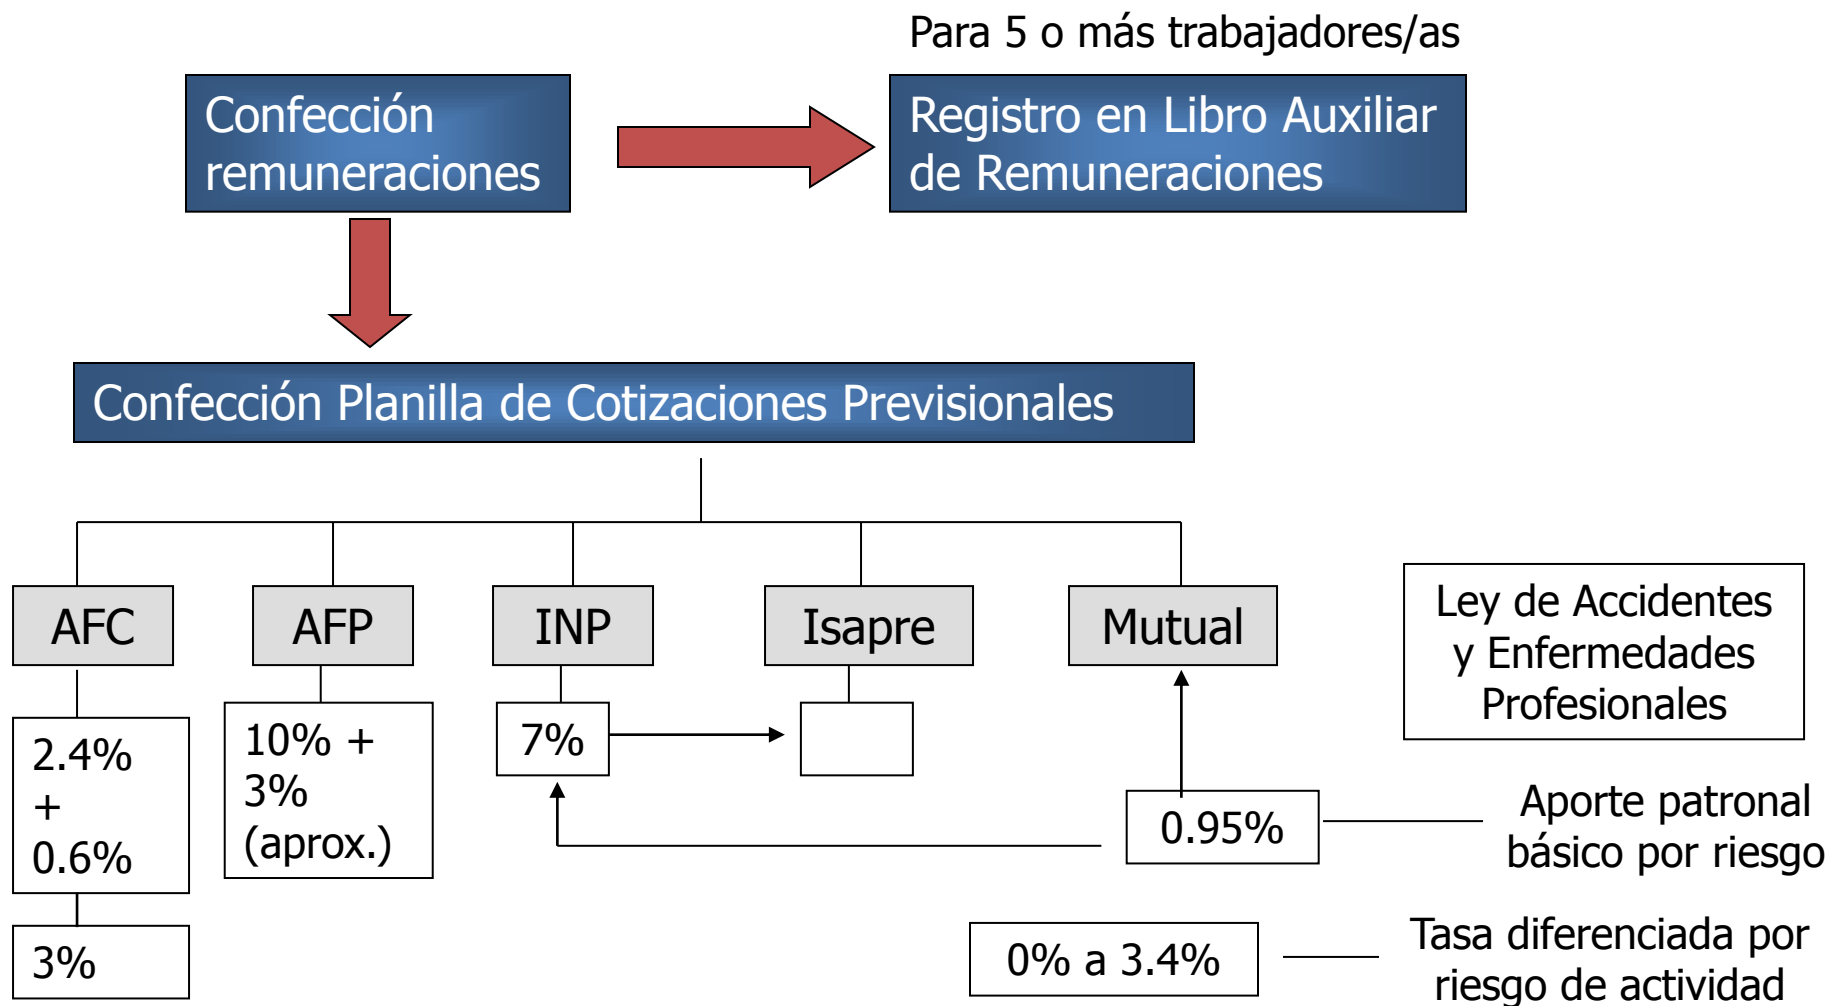 Para 5 o más trabajadores/as
Confección
remuneraciones
Registro en Libro Auxiliar
de Remuneraciones
Confección Planilla de Cotizaciones Previsionales
AFC
AFP
INP
Isapre
Mutual
Ley de Accidentes
y Enfermedades
Profesionales
2.4%
+
0.6%
10% +
3%
(aprox.)
7%
0.95%
Aporte patronal
básico por riesgo
3%
0% a 3.4%
Tasa diferenciada por
riesgo de actividad